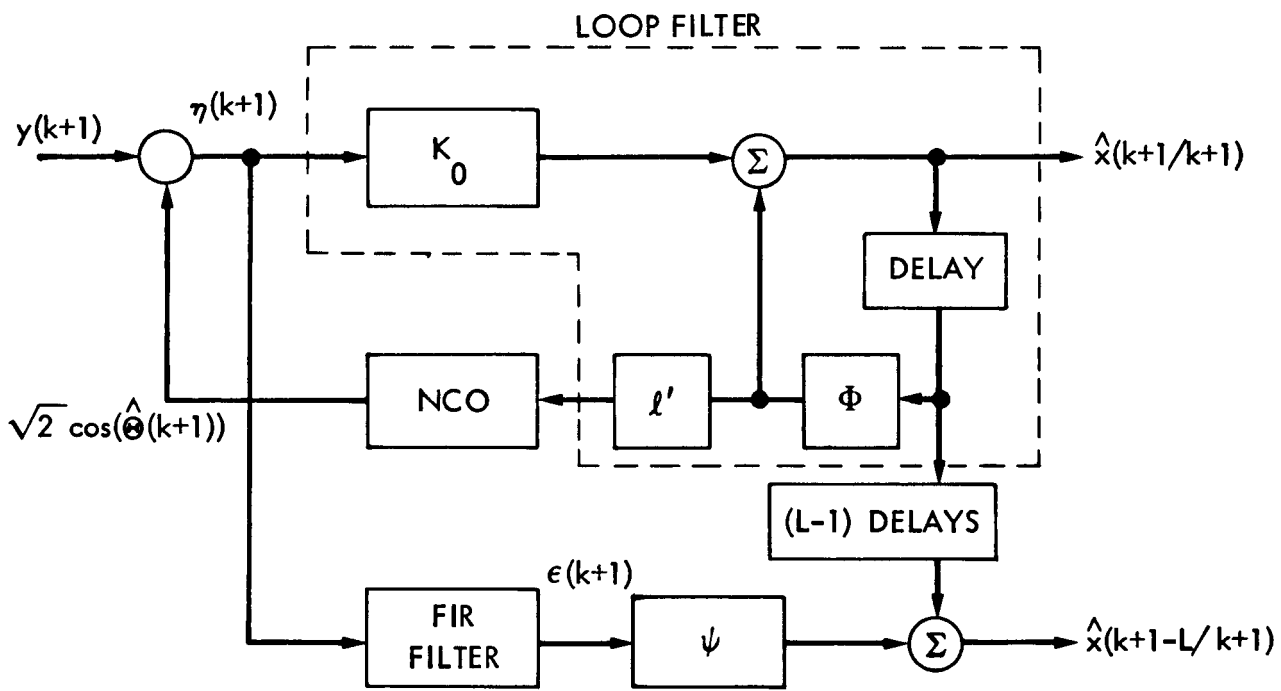 LOOP FILTER
y(k+1)
η(k+1)
K
0
Σ
x̂(k+1/k+1)
DELAY
√2 cos(Θ̂(k+1))
NCO
ℓ'
Φ
(L-1) DELAYS
FIR
FILTER
ϵ(k+1)
ψ
Σ
x̂(k+1-L/k+1)